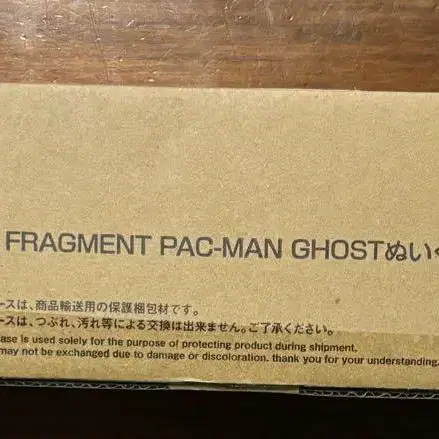 FRAGMENT PAC-MAN GHOSTぬい
ースは、商品輸送用の保護梱包材です。
ースは、つぶれ、汚れ等による交換は出来ません。ご了承ください。
ase is used solely for the purpose of protecting product during shipment.
may not be exchanged due to damage or discoloration. thank you for your understanding.